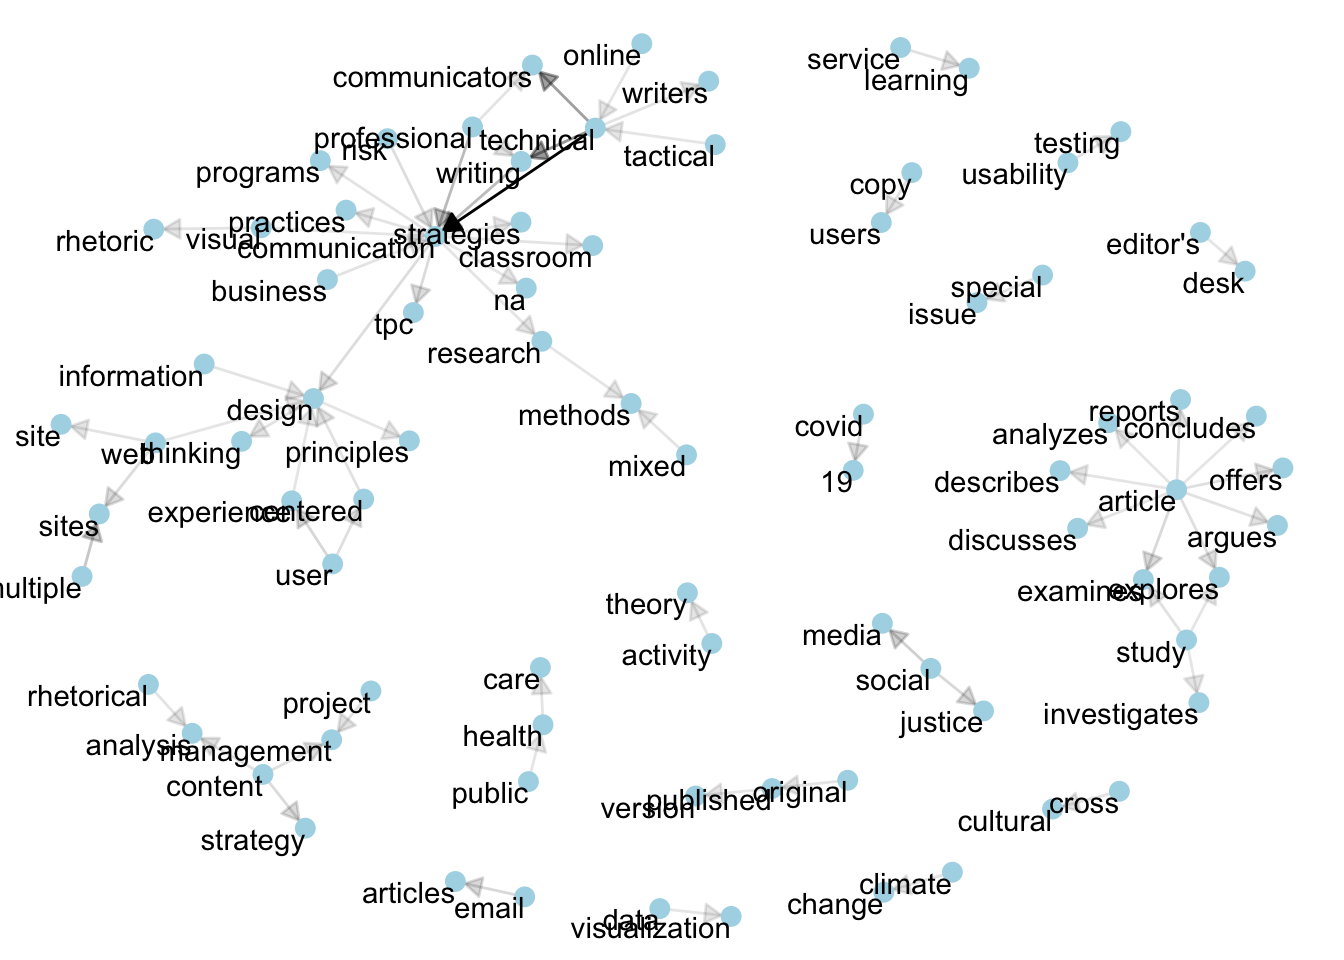 online
service
communicators
learning
writers
professional
technical
testing
risk
tactical
programs
writing
usability
copy
practices
strategies
users
rhetoric
visual
communication
editor's
classroom
business
special
desk
na
issue
tpc
research
information
design
methods
covid
reports
concludes
site
analyzes
web
thinking
principles
mixed
19
describes
offers
article
experience
centered
sites
discusses
argues
user
multiple
examines
explores
theory
media
activity
study
care
social
rhetorical
project
justice
investigates
health
analysis
management
content
public
version
published
original
cross
cultural
strategy
climate
articles
email
change
data
visualization